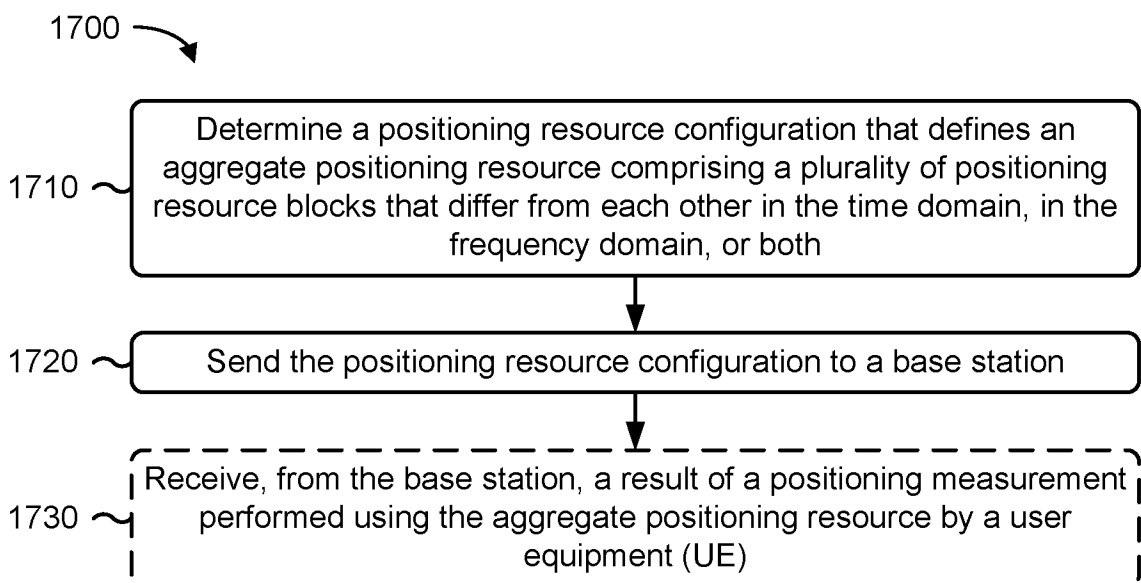 1700
Determine a positioning resource configuration that defines an
aggregate positioning resource comprising a plurality of positioning
resource blocks that differ from each other in the time domain, in the
frequency domain, or both
1710
Send the positioning resource configuration to a base station
1720
Receive, from the base station, a result of a positioning measurement
performed using the aggregate positioning resource by a user
equipment (UE)
1730